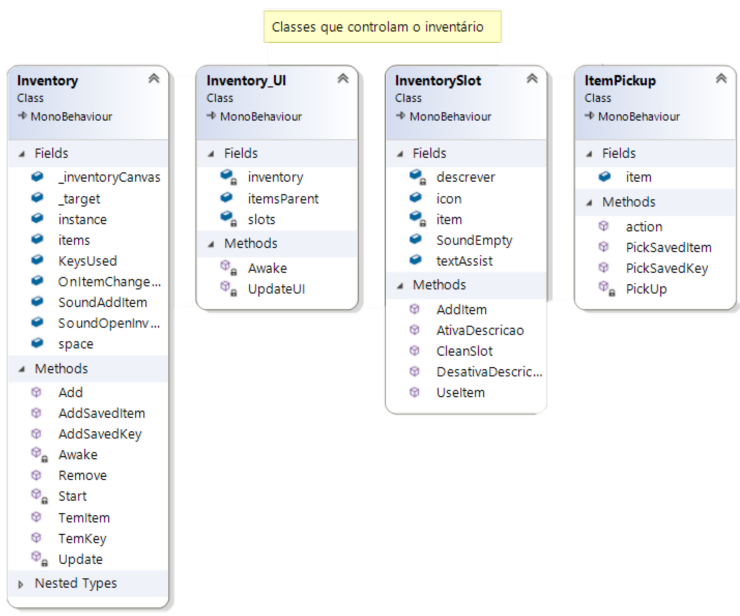 Classes que controlam o inventário
Inventory
Class
MonoBehaviour
Fields
_inventoryCanvas
_target
instance
items
KeysUsed
OnItemChange...
SoundAddItem
SoundOpenInv...
space
Methods
Add
AddSavedItem
AddSavedKey
Awake
Remove
Start
TemItem
TemKey
Update
Nested Types
Inventory_UI
Class
MonoBehaviour
Fields
inventory
itemsParent
slots
Methods
Awake
UpdateUI
InventorySlot
Class
MonoBehaviour
Fields
descrever
icon
item
SoundEmpty
textAssist
Methods
AddItem
AtivaDescricao
CleanSlot
DesativaDescric...
UseItem
ItemPickup
Class
MonoBehaviour
Fields
item
Methods
action
PickSavedItem
PickSavedKey
PickUp